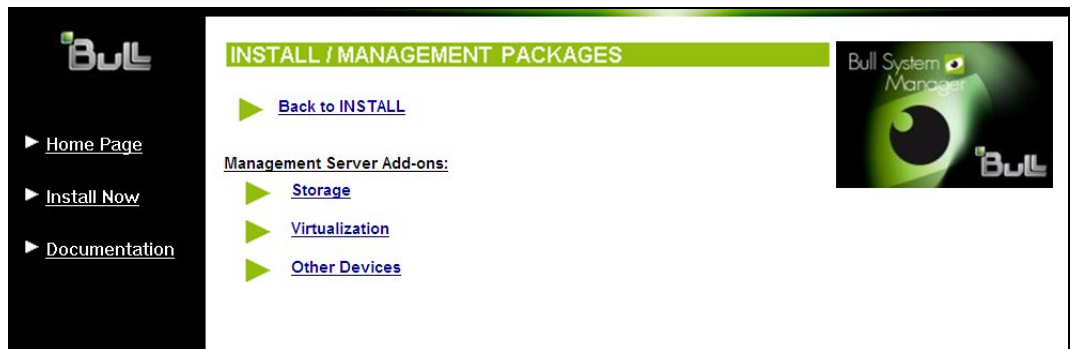 Bull
Home Page
Install Now
Documentation
INSTALL / MANAGEMENT PACKAGES
Back to INSTALL
Management Server Add-ons:
Storage
Virtualization
Other Devices
Bull System
Manager
Bull